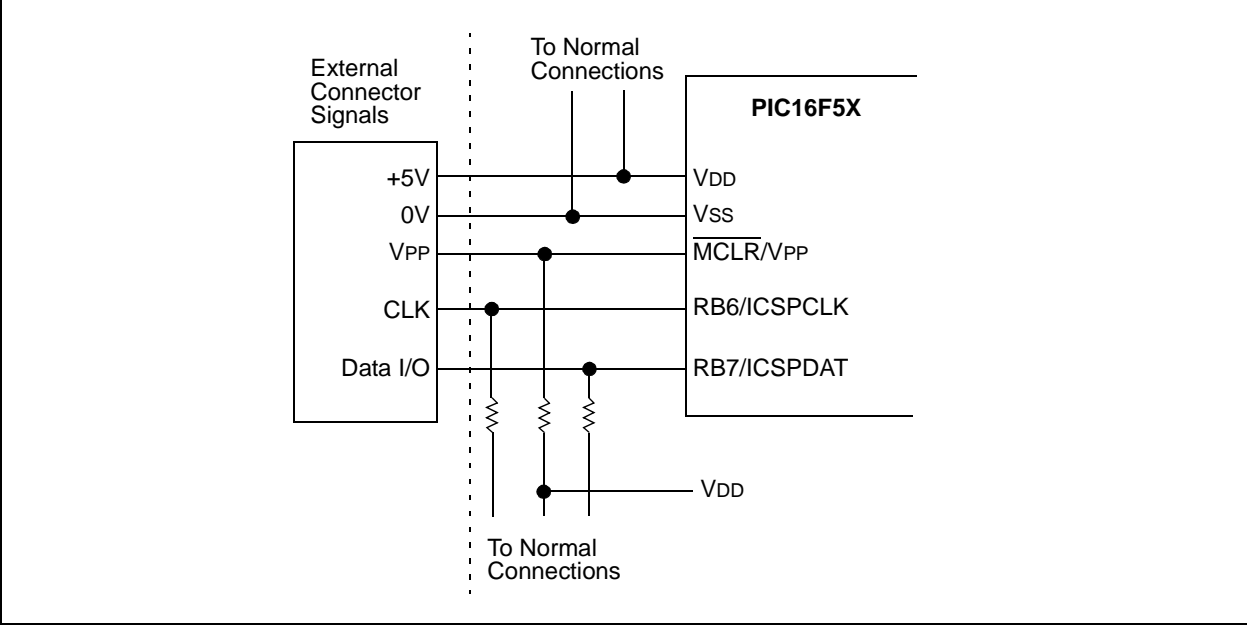 To Normal
Connections
External
Connector
Signals
PIC16F5X
+5V
VDD
0V
VSS
VPP
MCLR/VPP
CLK
RB6/ICSPCLK
Data I/O
RB7/ICSPDAT
VDD
To Normal
Connections